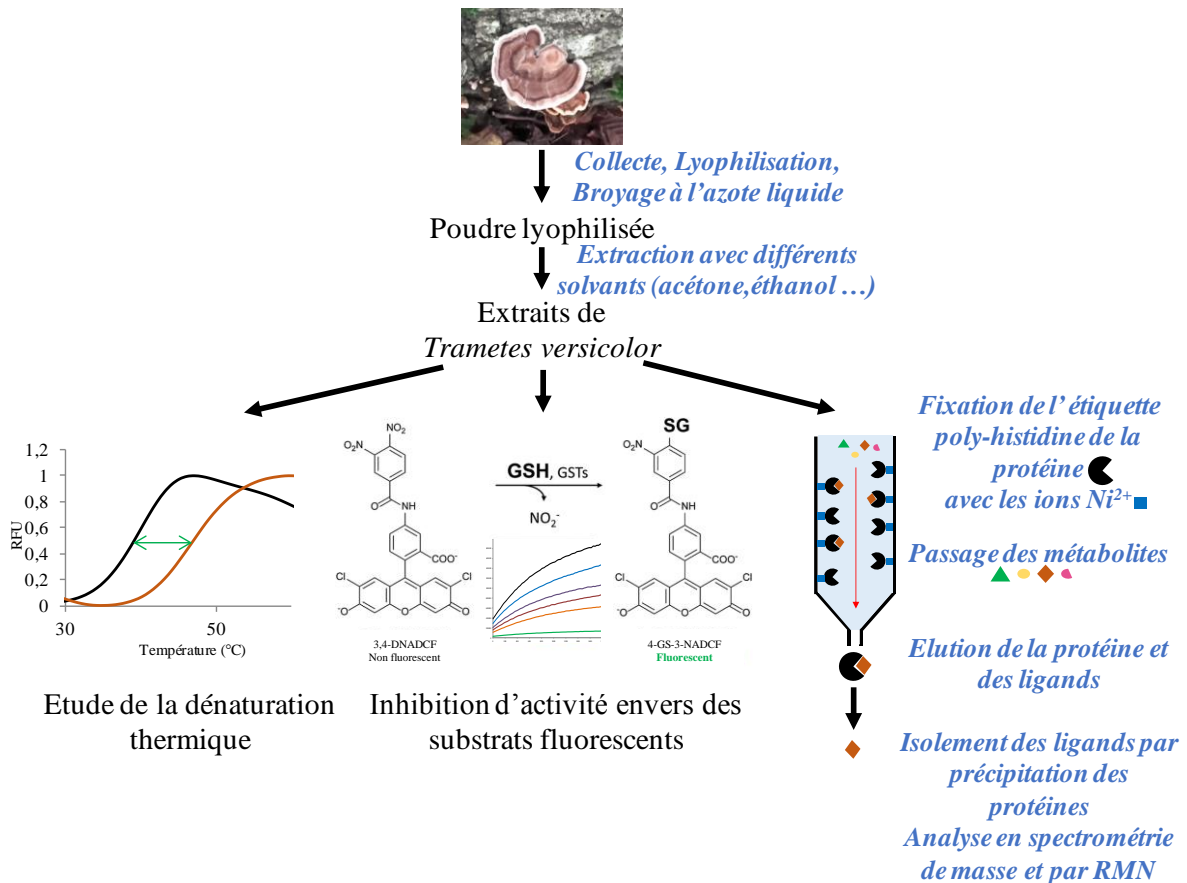 Collecte, Lyophilisation,
Broyage à l'azote liquide
Poudre lyophilisée
Extraction avec différents
solvants (acétone,éthanol …)
Extraits de
Trametes versicolor
1,2
1
0,8
0,6
0,4
0,2
0
RFU
30
50
Température (°C)
Etude de la dénaturation
thermique
NO₂
O₂N
O
NH
COO⁻
Cl
Cl
⁻O
O
O
3,4-DNADCF
Non fluorescent
GSH, GSTs
NO₂⁻
SG
O₂N
O
NH
COO⁻
Cl
Cl
⁻O
O
O
4-GS-3-NADCF
Fluorescent
Inhibition d'activité envers des
substrats fluorescents
Fixation de l' étiquette
poly-histidine de la
protéine
avec les ions Ni²⁺
Passage des métabolites
Elution de la protéine et
des ligands
Isolement des ligands par
précipitation des
protéines
Analyse en spectrométrie
de masse et par RMN